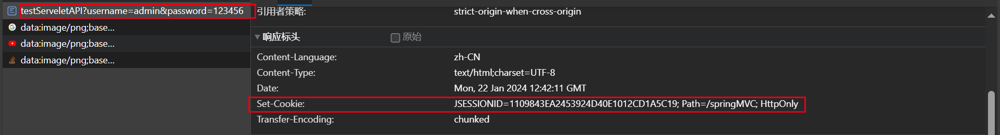 testServeletAPI?username=admin&password=123456
data:image/png;base...
data:image/png;base...
data:image/png;base...
引用者策略: strict-origin-when-cross-origin
响应标头 原始
Content-Language: zh-CN
Content-Type: text/html;charset=UTF-8
Date: Mon, 22 Jan 2024 12:42:11 GMT
Set-Cookie: JSESSIONID=1109843EA2453924D40E1012CD1A5C19; Path=/springMVC; HttpOnly
Transfer-Encoding: chunked